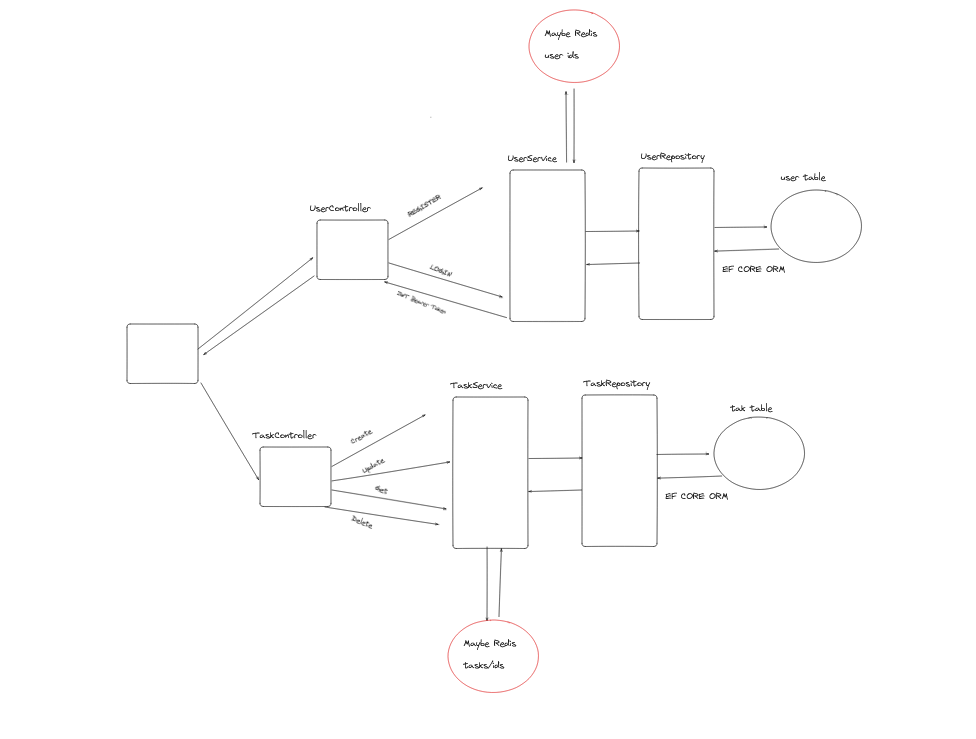 Maybe Redis
user ids
UserService
UserRepository
user table
UserController
REGISTER
LOGIN
JWT Bearer Token
EF CORE ORM
TaskService
TaskRepository
tak table
TaskController
Create
Update
Get
Delete
EF CORE ORM
Maybe Redis
tasks/ids